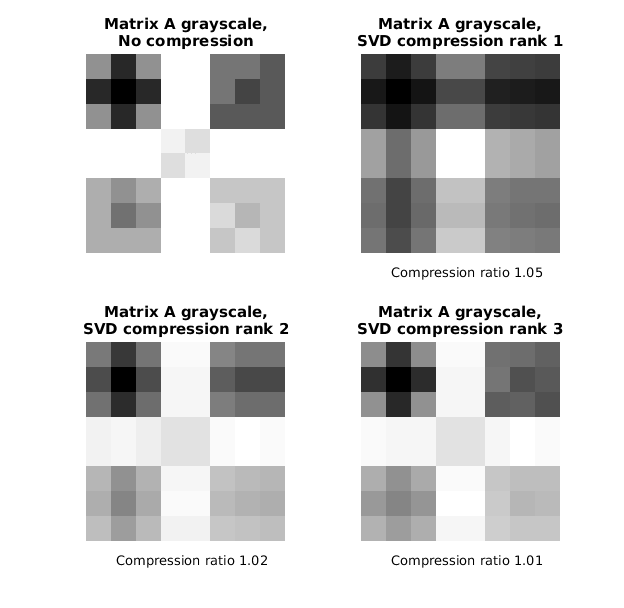 Matrix A grayscale,
No compression
Matrix A grayscale,
SVD compression rank 1
Compression ratio 1.05
Matrix A grayscale,
SVD compression rank 2
Matrix A grayscale,
SVD compression rank 3
Compression ratio 1.02
Compression ratio 1.01